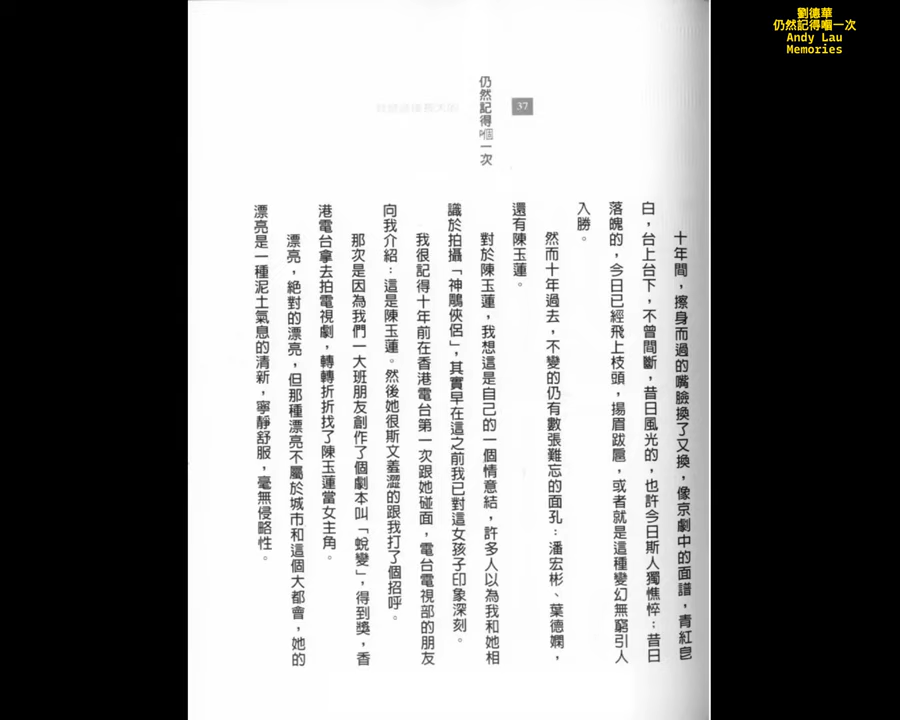 劉德華
仍然記得嗰一次
Andy Lau
Memories
37
仍然記得嗰一次
十年間，擦身而過的嘴臉換了又換，像京劇中的面譜，青紅皂
白，台上台下，不曾間斷，昔日風光的，也許今日斯人獨憔悴；昔日
落魄的，今日已經飛上枝頭，揚眉跋扈，或者就是這種變幻無窮引人
入勝。
然而十年過去，不變的仍有數張難忘的面孔：潘宏彬、葉德嫻，
還有陳玉蓮。
對於陳玉蓮，我想這是自己的一個情意結，許多人以為我和她相
識於拍攝「神鵰俠侶」，其實早在這之前我已對這女孩子印象深刻。
我很記得十年前在香港電台第一次跟她碰面，電台電視部的朋友
向我介紹：這是陳玉蓮。然後她很斯文羞澀的跟我打了個招呼。
那次是因為我們一大班朋友創作了個劇本叫「蛻變」，得到獎，香
港電台拿去拍電視劇，轉轉折折找了陳玉蓮當女主角。
漂亮，絕對的漂亮，但那種漂亮不屬於城市和這個大都會，她的
漂亮是一種泥土氣息的清新，寧靜舒服，毫無侵略性。